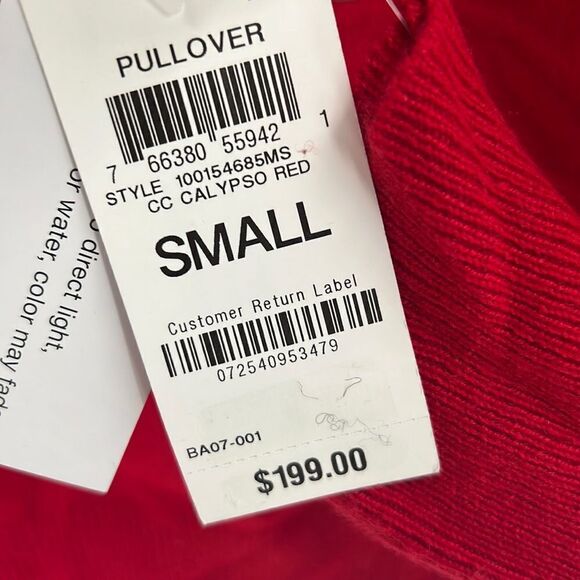 PULLOVER
7 66380 55942 1
STYLE 100154685MS
CC CALYPSO RED
SMALL
Customer Return Label
072540953479
BA07-001
$199.00
direct light,
or water, color may fade